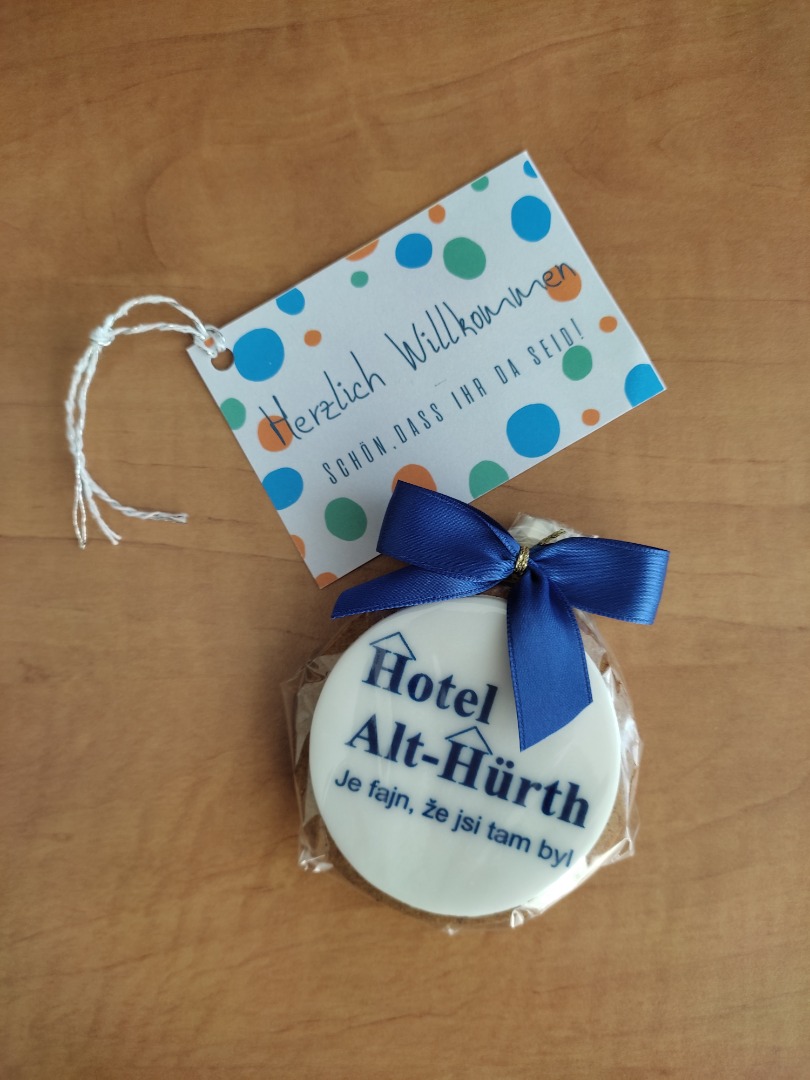 Herzlich Willkommen
SCHÖN.DASS IHR DA SEID!
Hotel
Alt-Hürth
Je fajn, že jsi tam byl